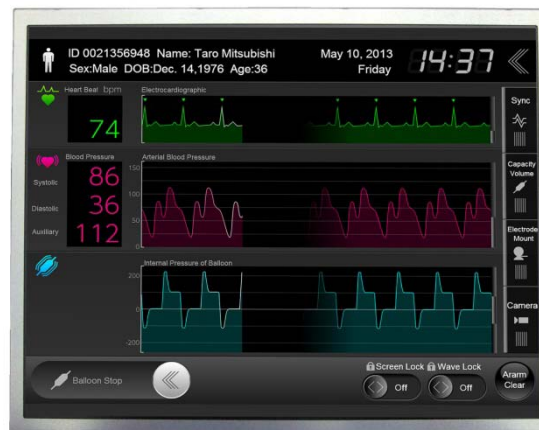 ID 0021356948 Name: Taro Mitsubishi
Sex:Male DOB:Dec. 14,1976 Age:36
May 10, 2013
Friday
14:37
Heart Beat bpm
74
Electrocardiographic
Sync
Blood Pressure
Systolic 86
Diastolic 36
Auxiliary 112
Arterial Blood Pressure
150
100
50
0
Capacity
Volume
Electrode
Mount
Internal Pressure of Balloon
200
0
-200
Camera
Balloon Stop
Screen Lock
Off
Wave Lock
Off
Ararm
Clear